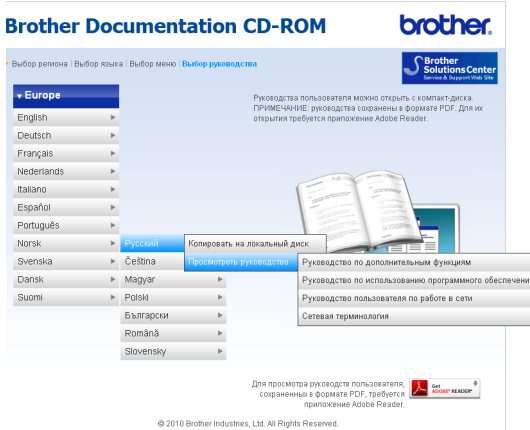 Brother Documentation CD-ROM
brother.
Выбор региона | Выбор языка | Выбор меню | Выбор руководства
Brother
Solutions Center
Service & Support Web Site
Europe
English
Deutsch
Français
Nederlands
Italiano
Español
Português
Norsk
Svenska
Dansk
Suomi
Русский
Čeština
Magyar
Polski
Български
Română
Slovensky
Копировать на локальный диск
Просмотреть руководство
Руководство по дополнительным функциям
Руководство по использованию программного обеспечени
Руководство пользователя по работе в сети
Сетевая терминология
Руководства пользователя можно открыть с компакт-диска.
ПРИМЕЧАНИЕ: руководства сохранены в формате PDF. Для их
открытия требуется приложение Adobe Reader.
Для просмотра руководств пользователя,
сохраненных в формате PDF, требуется
приложение Adobe Reader.
Get
ADOBE® READER®
© 2010 Brother Industries, Ltd. All Rights Reserved.